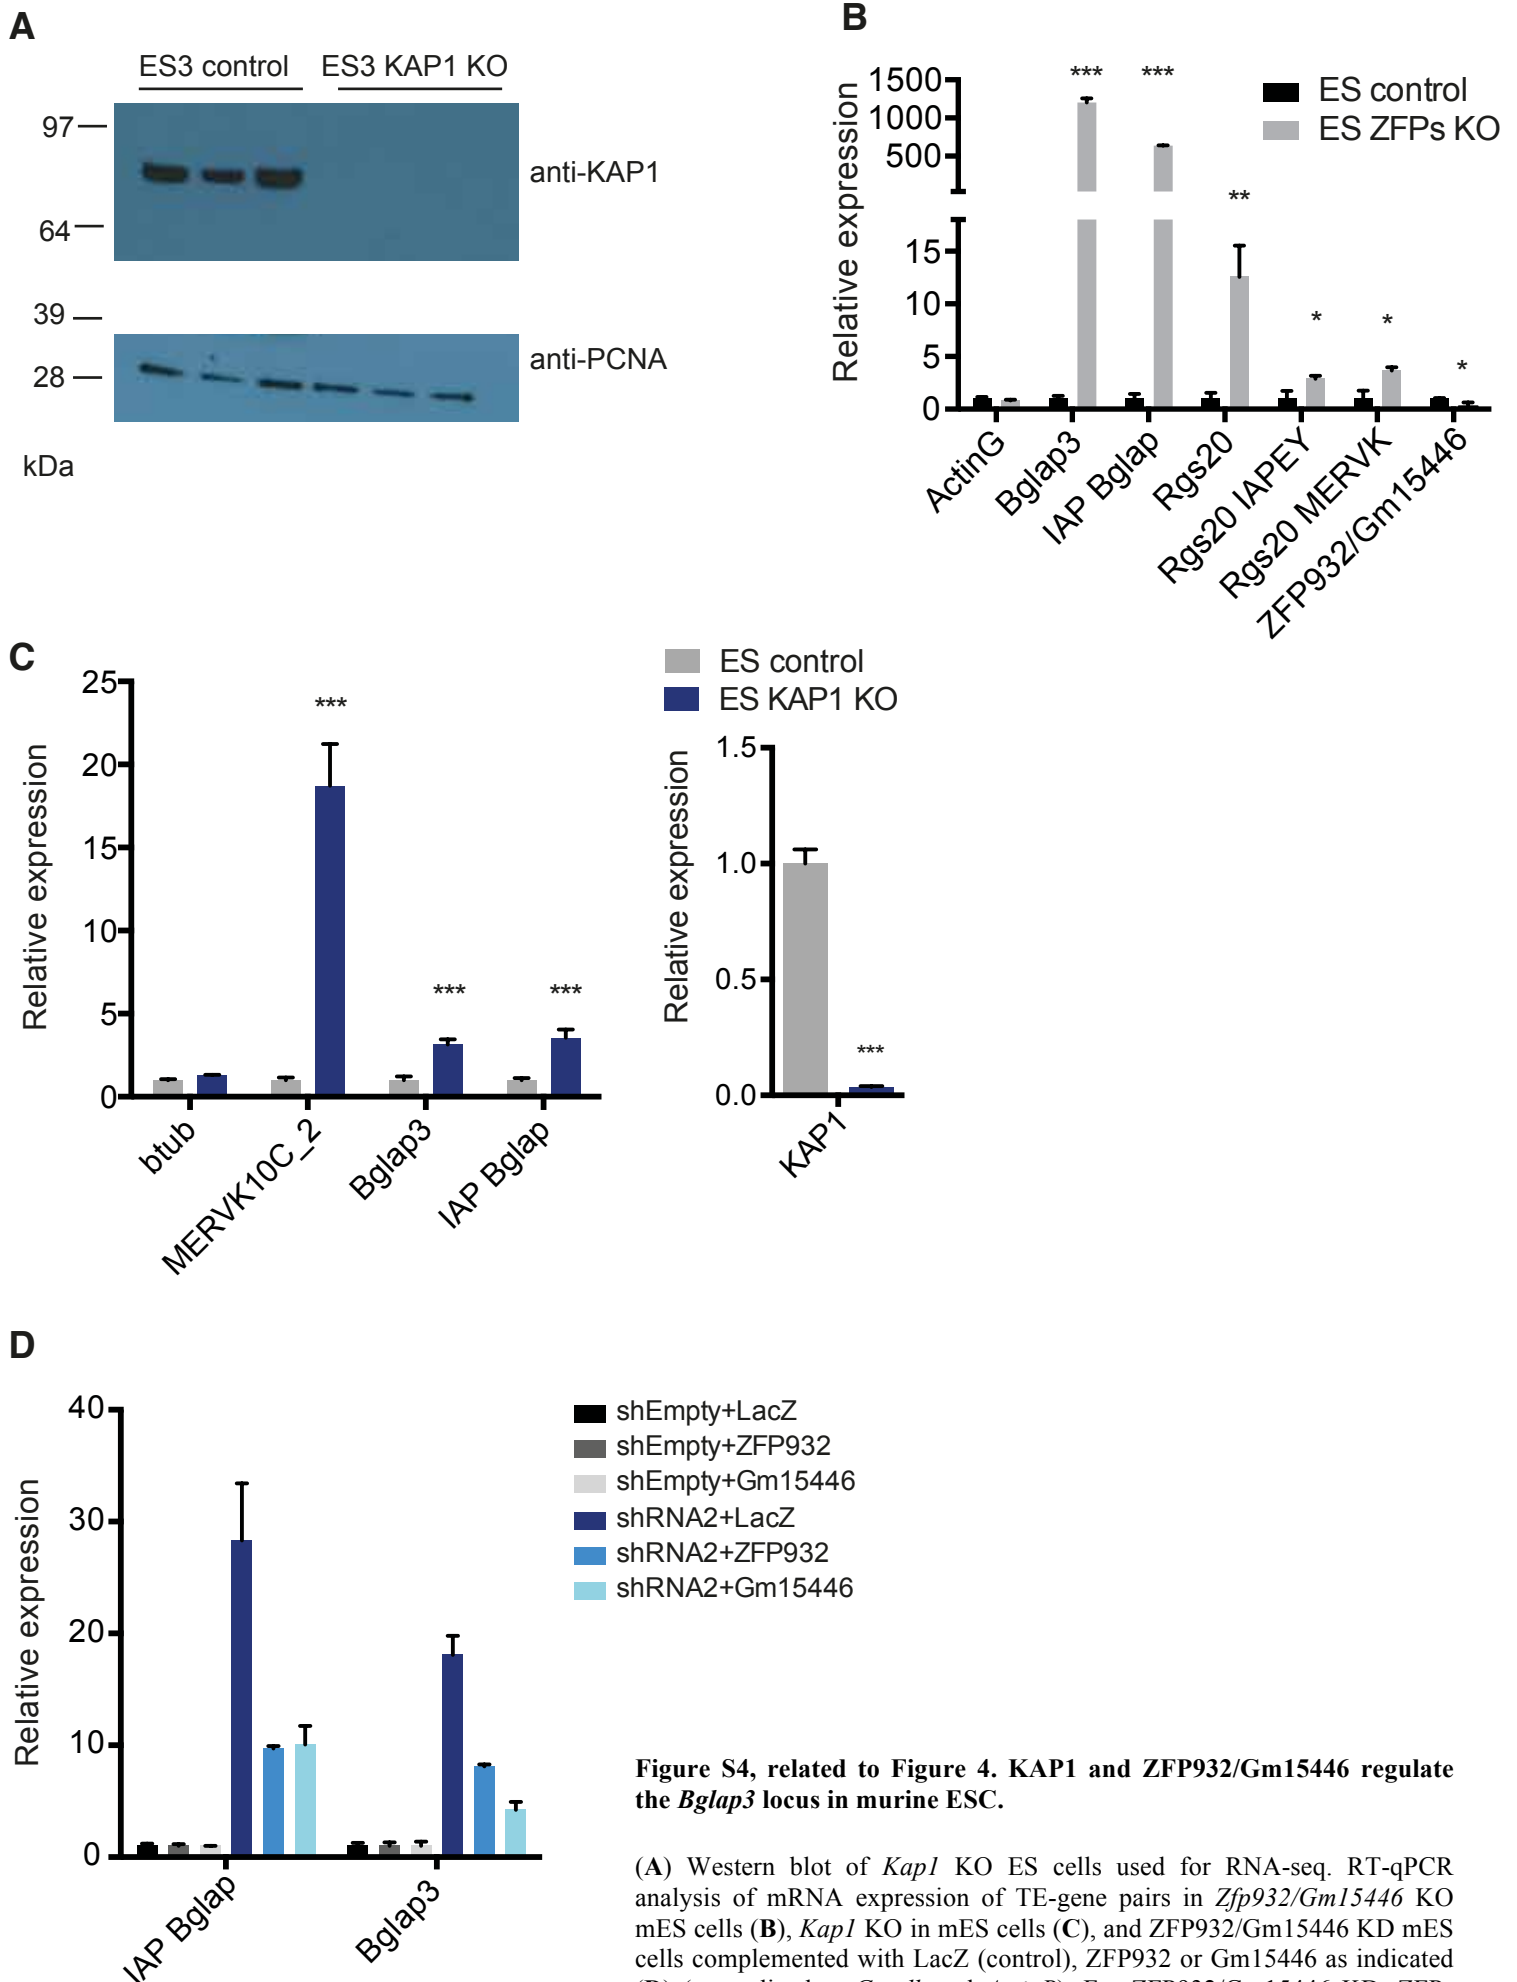 A
ES3 control
ES3 KAP1 KO
97
64
39
28
kDa
anti-KAP1
anti-PCNA
B
Relative expression
1500
1000
500
15
10
5
0
*** *** ** * * *
ES control
ES ZFPs KO
ActinG
Bglap3
IAP Bglap
Rgs20
Rgs20 IAPEY
Rgs20 MERVK
ZFP932/Gm15446
C
Relative expression
25
20
15
10
5
0
*** *** ***
btub
MERVK10C_2
Bglap3
IAP Bglap
ES control
ES KAP1 KO
Relative expression
1.5
1.0
0.5
0.0
***
KAP1
D
Relative expression
40
30
20
10
0
IAP Bglap
Bglap3
shEmpty+LacZ
shEmpty+ZFP932
shEmpty+Gm15446
shRNA2+LacZ
shRNA2+ZFP932
shRNA2+Gm15446
Figure S4, related to Figure 4. KAP1 and ZFP932/Gm15446 regulate
the Bglap3 locus in murine ESC.
(A) Western blot of Kap1 KO ES cells used for RNA-seq. RT-qPCR
analysis of mRNA expression of TE-gene pairs in Zfp932/Gm15446 KO
mES cells (B), Kap1 KO in mES cells (C), and ZFP932/Gm15446 KD mES
cells complemented with LacZ (control), ZFP932 or Gm15446 as indicated